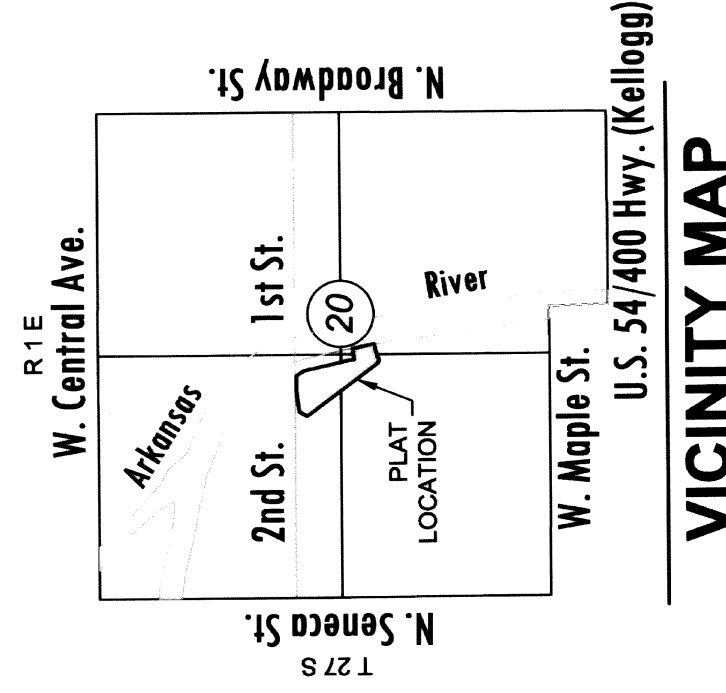 R 1 E
W. Central Ave.
Arkansas
2nd St.
1st St.
20
River
PLAT
LOCATION
N. Seneca St.
T 27 S
N. Broadway St.
W. Maple St.
U.S. 54/400 Hwy. (Kellogg)
VICINITY MAP